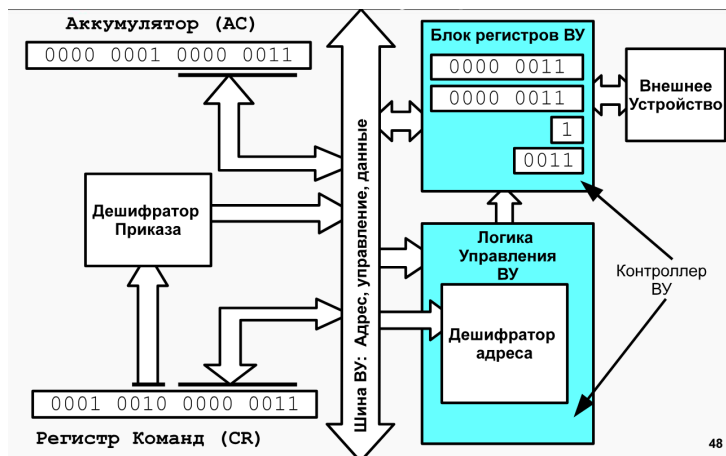 Аккумулятор (AC)
0000 0001 0000 0011
Дешифратор
Приказа
0001 0010 0000 0011
Регистр Команд (CR)
Шина ВУ: Адрес, управление, данные
Блок регистров ВУ
0000 0011
0000 0011
1
0011
Внешнее
Устройство
Логика
Управления
ВУ
Дешифратор
адреса
Контроллер
ВУ
48